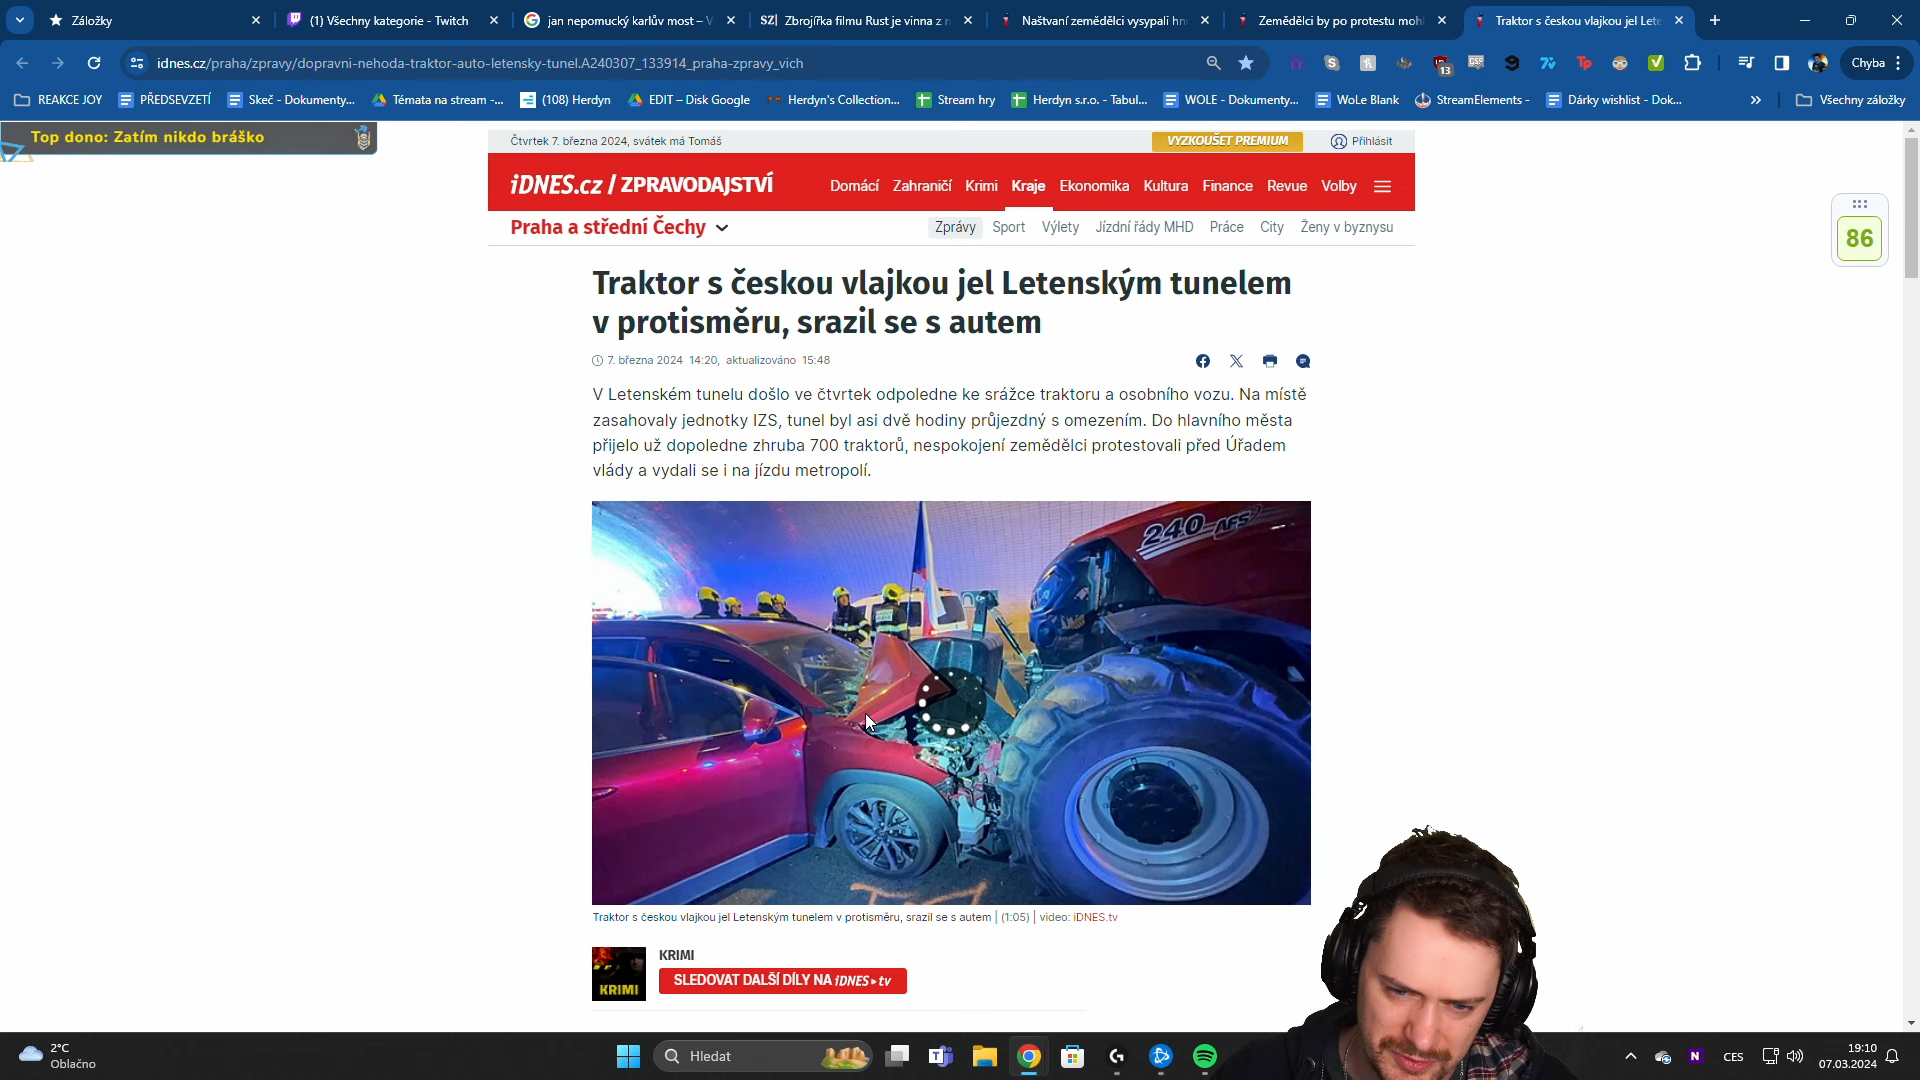 Záložky
(1) Všechny kategorie - Twitch
jan nepomucký karlův most – V
Zbrojířka filmu Rust je vinna z n
Naštvaní zemědělci vysypali hn
Zemědělci by po protestu moh
Traktor s českou vlajkou jel Lete
idnes.cz/praha/zpravy/dopravni-nehoda-traktor-auto-letensky-tunel.A240307_133914_praha-zpravy_vich
13
Chyba
REAKCE JOY
PŘEDSEVZETÍ
Skeč - Dokumenty...
Témata na stream -...
(108) Herdyn
EDIT – Disk Google
Herdyn's Collection...
Stream hry
Herdyn s.r.o. - Tabul...
WOLE - Dokumenty...
WoLe Blank
StreamElements -
Dárky wishlist - Dok...
Všechny záložky
Top dono: Zatím nikdo bráško
Čtvrtek 7. března 2024, svátek má Tomáš
VYZKOUŠET PREMIUM
Přihlásit
iDNES.cz / ZPRAVODAJSTVÍ
Domácí Zahraničí Krimi Kraje Ekonomika Kultura Finance Revue Volby
Praha a střední Čechy
Zprávy Sport Výlety Jízdní řády MHD Práce City Ženy v byznysu
86
Traktor s českou vlajkou jel Letenským tunelem
v protisměru, srazil se s autem
7. března 2024 14:20, aktualizováno 15:48
V Letenském tunelu došlo ve čtvrtek odpoledne ke srážce traktoru a osobního vozu. Na místě
zasahovaly jednotky IZS, tunel byl asi dvě hodiny průjezdný s omezením. Do hlavního města
přijelo už dopoledne zhruba 700 traktorů, nespokojení zemědělci protestovali před Úřadem
vlády a vydali se i na jízdu metropolí.
240 AFS
Traktor s českou vlajkou jel Letenským tunelem v protisměru, srazil se s autem | (1:05) | video: iDNES.tv
KRIMI
KRIMI
SLEDOVAT DALŠÍ DÍLY NA iDNES tv
2°C
Oblačno
Hledat
CES
19:10
07.03.2024